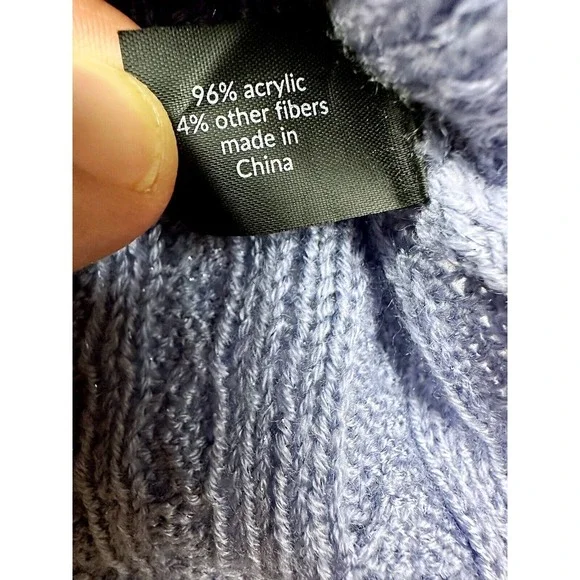 96% acrylic
4% other fibers
made in
China